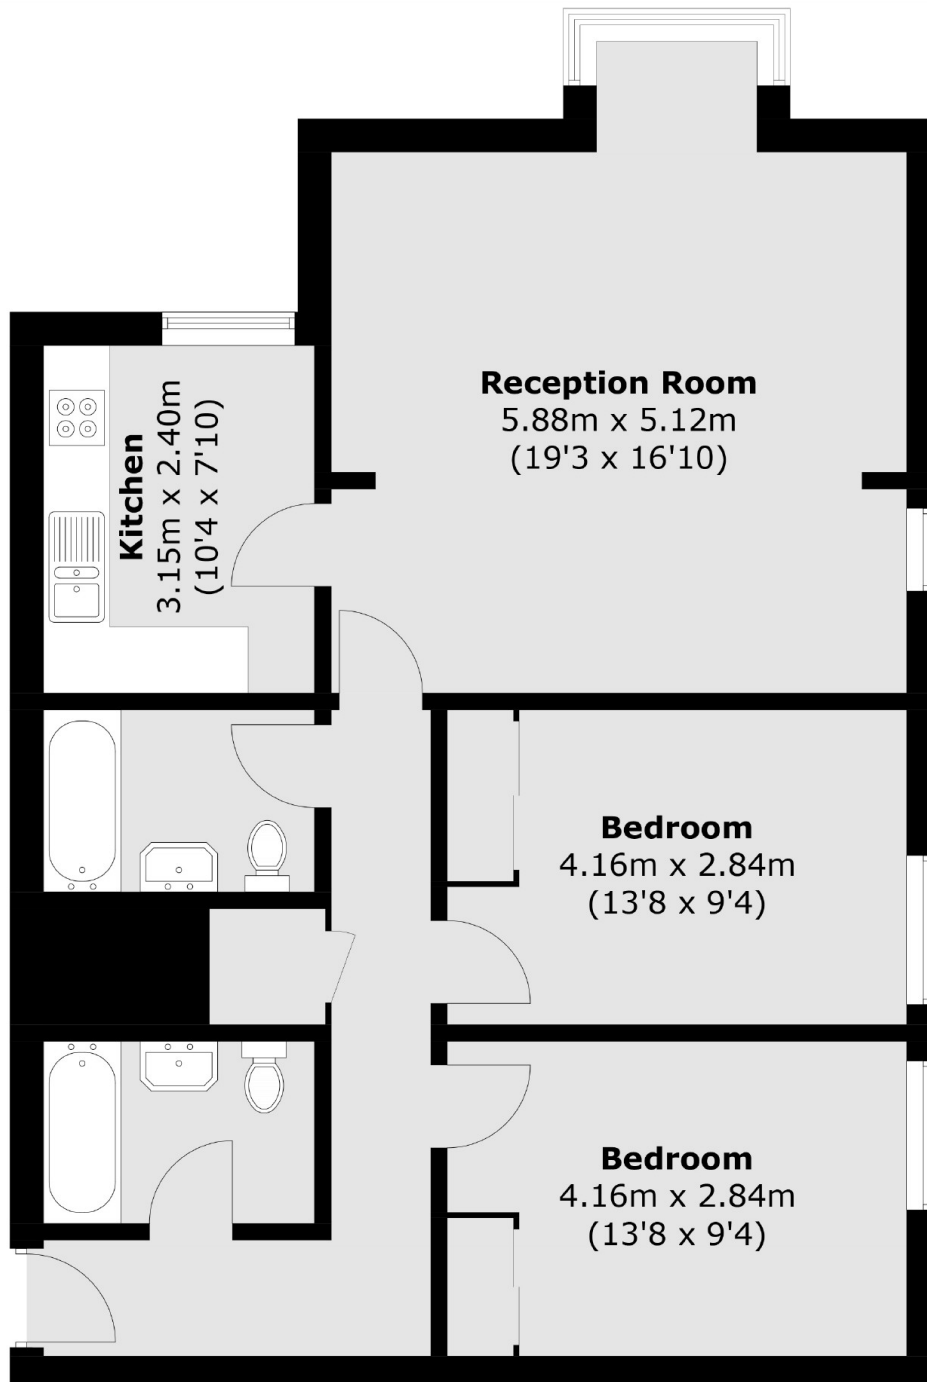 Reception Room
5.88m x 5.12m
(19'3 x 16'10)
Kitchen
3.15m x 2.40m
(10'4 x 7'10)
Bedroom
4.16m x 2.84m
(13'8 x 9'4)
Bedroom
4.16m x 2.84m
(13'8 x 9'4)